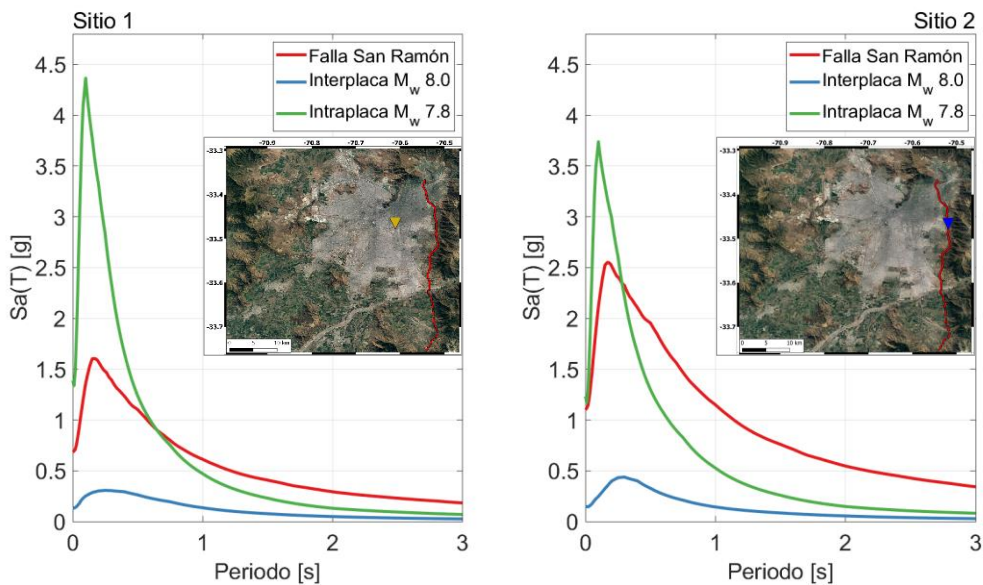 Sitio 1
Sa(T) [g]
4.5
4
3.5
3
2.5
2
1.5
1
0.5
0
0 1 2 3
Periodo [s]
Falla San Ramón
Interplaca Mw 8.0
Intraplaca Mw 7.8
-70.9 -70.8 -70.7 -70.6 -70.5
-33.3
-33.4
-33.5
-33.6
-33.7
0 5 10 km
Sitio 2
Sa(T) [g]
4.5
4
3.5
3
2.5
2
1.5
1
0.5
0
0 1 2 3
Periodo [s]
Falla San Ramón
Interplaca Mw 8.0
Intraplaca Mw 7.8
-70.9 -70.8 -70.7 -70.6 -70.5
-33.3
-33.4
-33.5
-33.6
-33.7
0 5 10 km